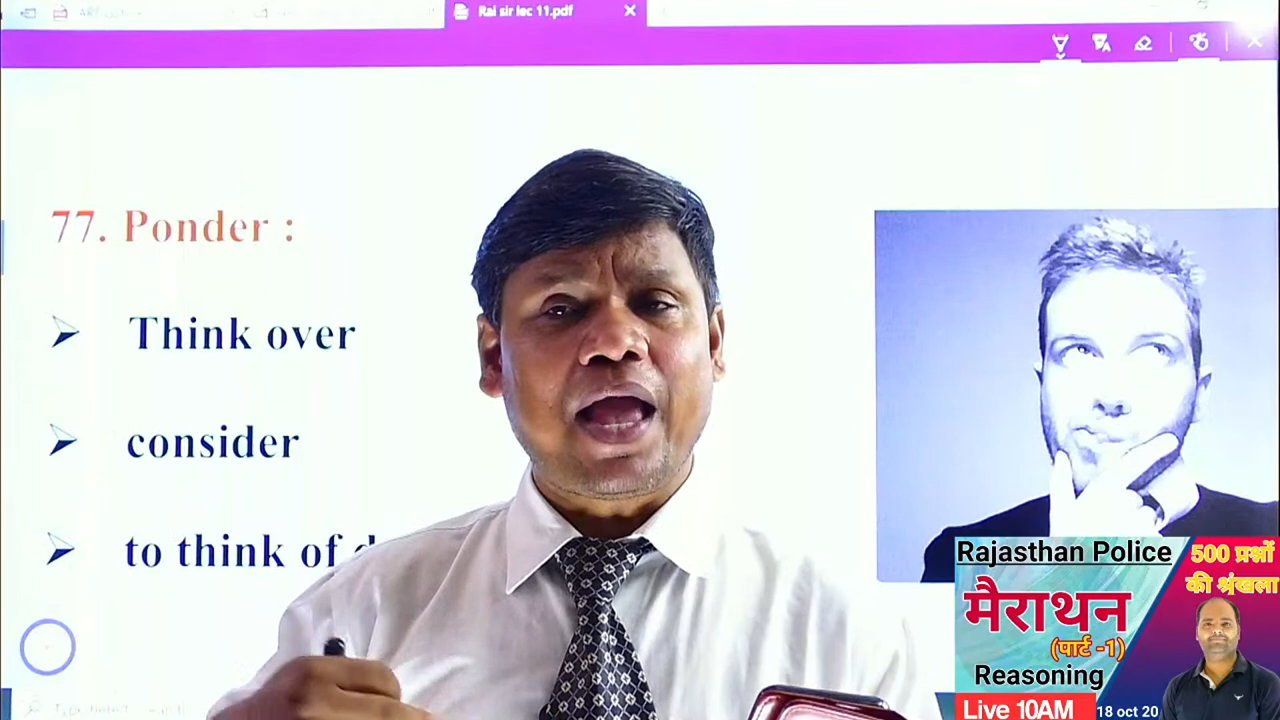 Rai sir lec 11.pdf
77. Ponder :
Think over
consider
to think of
Rajasthan Police
500 प्रश्नों
की श्रृंखला
मैराथन
(पार्ट -1)
Reasoning
Live 10AM
18 oct 20